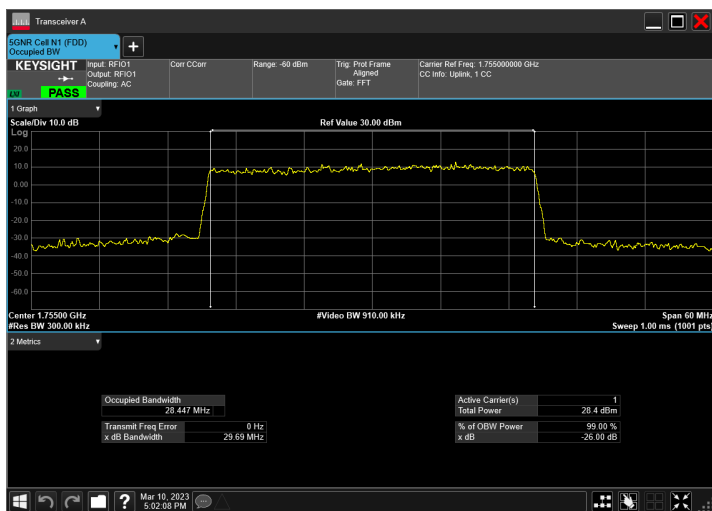 Transceiver A
5GNR Cell N1 (FDD)
Occupied BW
KEYSIGHT
Input: RFIO1
Output: RFIO1
Coupling: AC
Corr CCorr
Range: -60 dBm
Trig: Prot Frame
Aligned
Gate: FFT
Carrier Ref Freq: 1.755000000 GHz
CC Info: Uplink, 1 CC
LXI
PASS
1 Graph
Scale/Div 10.0 dB
Ref Value 30.00 dBm
Log
20.0
10.0
0.00
-10.0
-20.0
-30.0
-40.0
-50.0
-60.0
Center 1.75500 GHz
#Video BW 910.00 kHz
Span 60 MHz
#Res BW 300.00 kHz
Sweep 1.00 ms (1001 pts)
2 Metrics
Occupied Bandwidth
28.447 MHz
Transmit Freq Error 0 Hz
x dB Bandwidth 29.69 MHz
Active Carrier(s) 1
Total Power 28.4 dBm
% of OBW Power 99.00 %
x dB -26.00 dB
?
Mar 10, 2023
5:02:08 PM